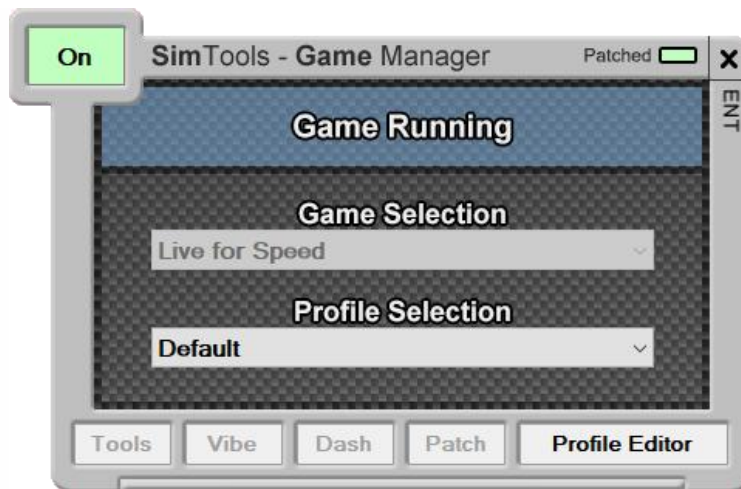 On
SimTools - Game Manager
Patched
X
ENT
Game Running
Game Selection
Live for Speed
Profile Selection
Default
Tools
Vibe
Dash
Patch
Profile Editor